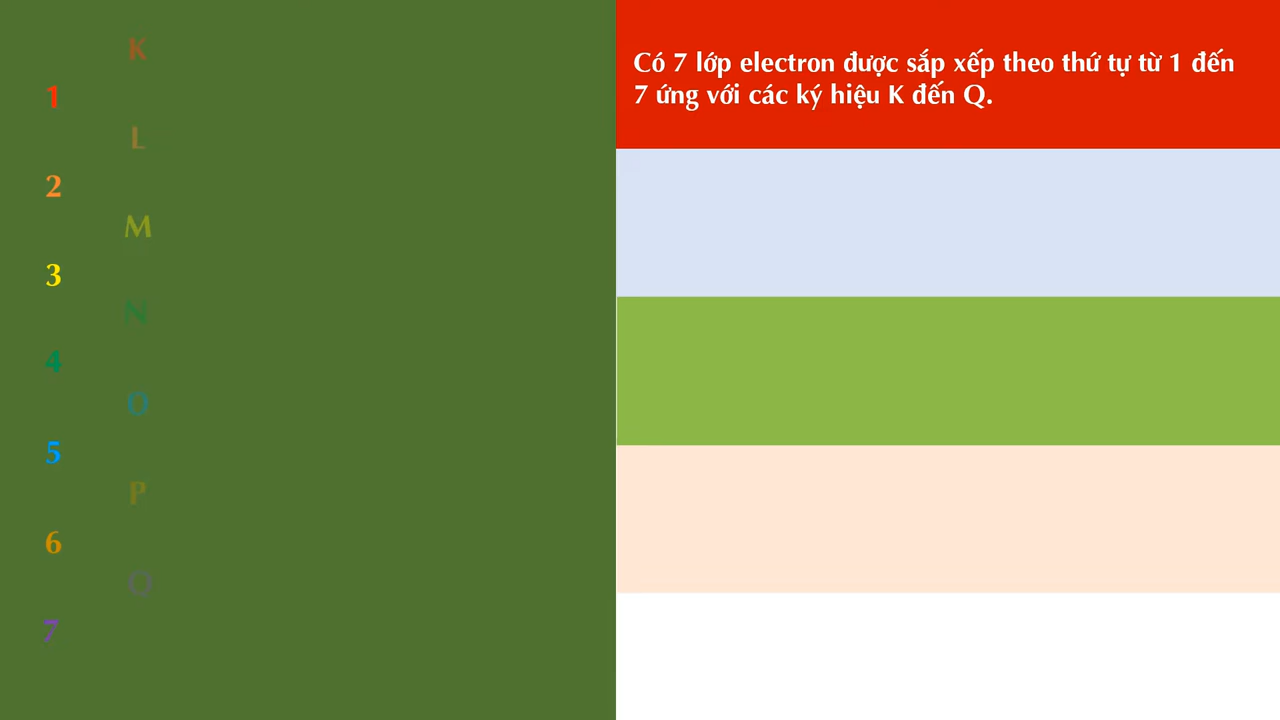 K
1
L
2
M
3
N
4
O
5
P
6
Q
7
Có 7 lớp electron được sắp xếp theo thứ tự từ 1 đến
7 ứng với các ký hiệu K đến Q.